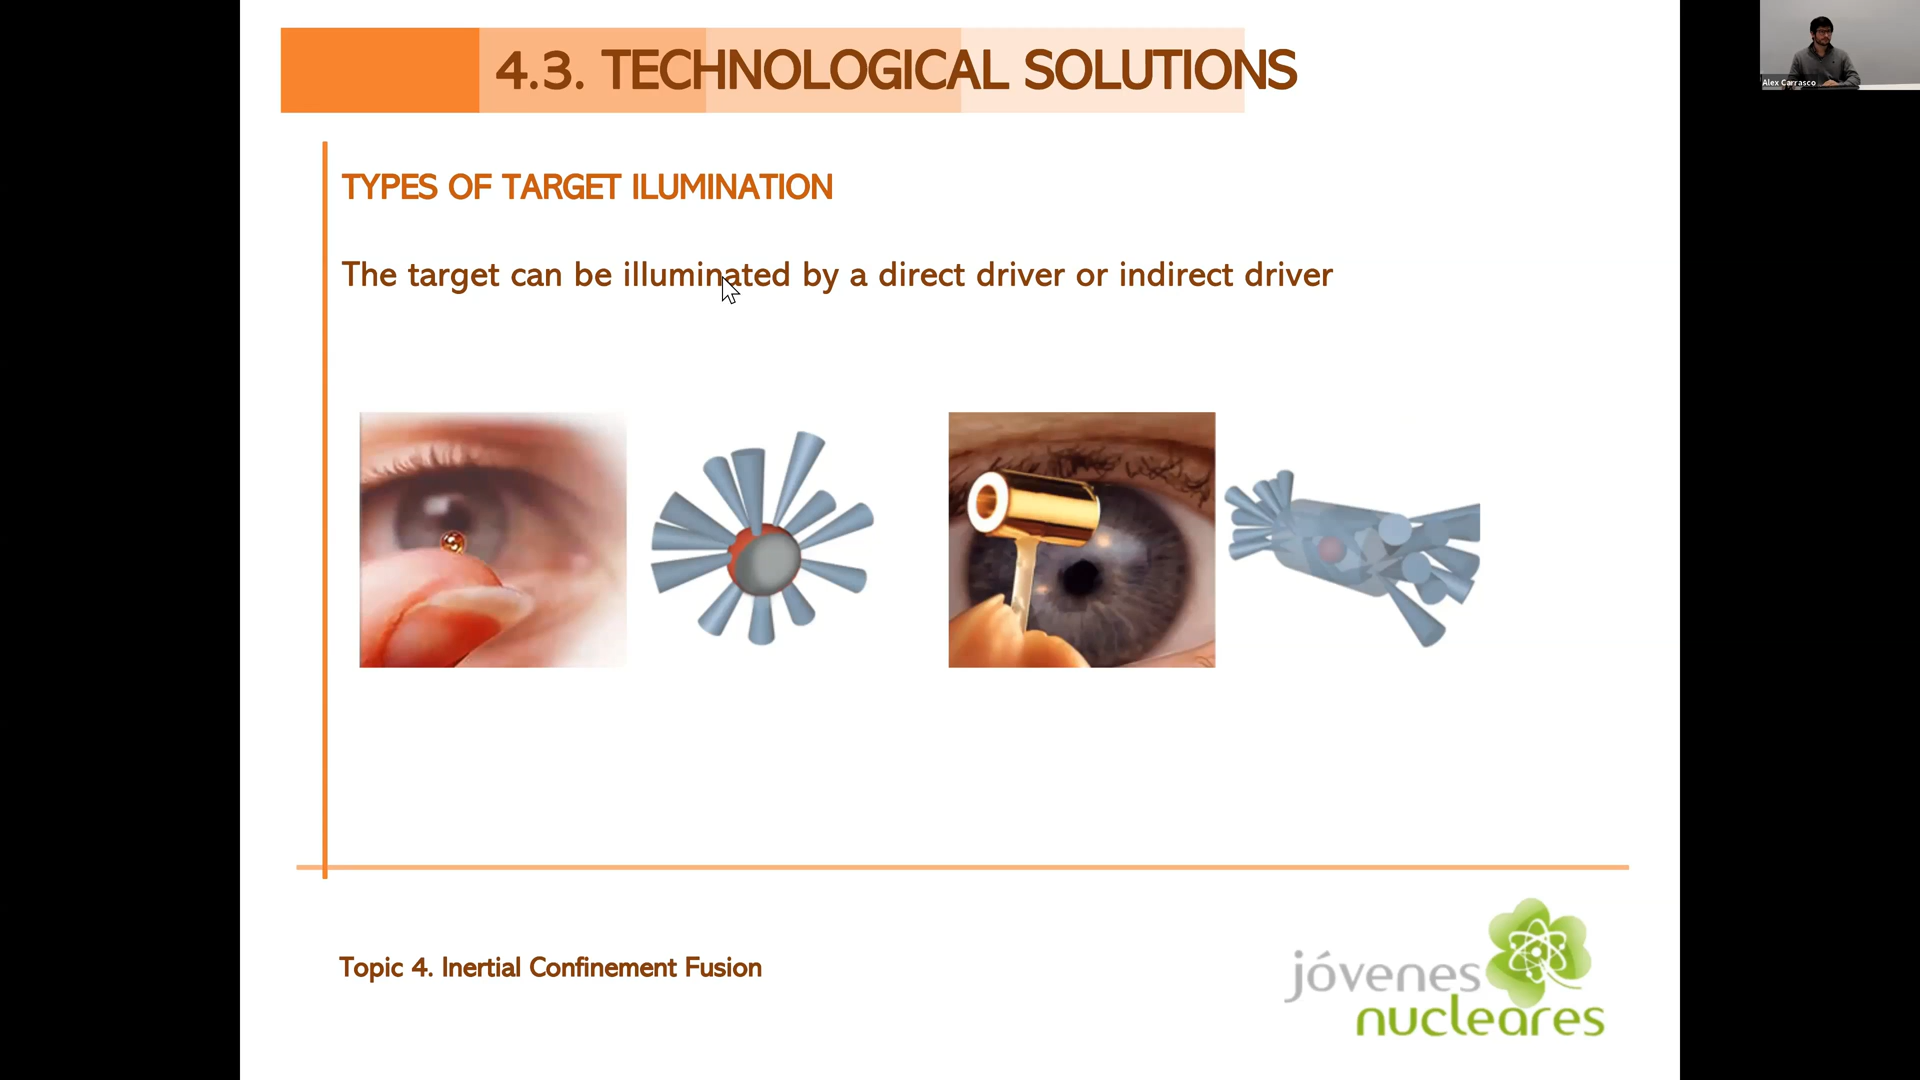 4.3. TECHNOLOGICAL SOLUTIONS
Alex Carrasco
TYPES OF TARGET ILUMINATION
The target can be illuminated by a direct driver or indirect driver
Topic 4. Inertial Confinement Fusion
jóvenes
nucleares